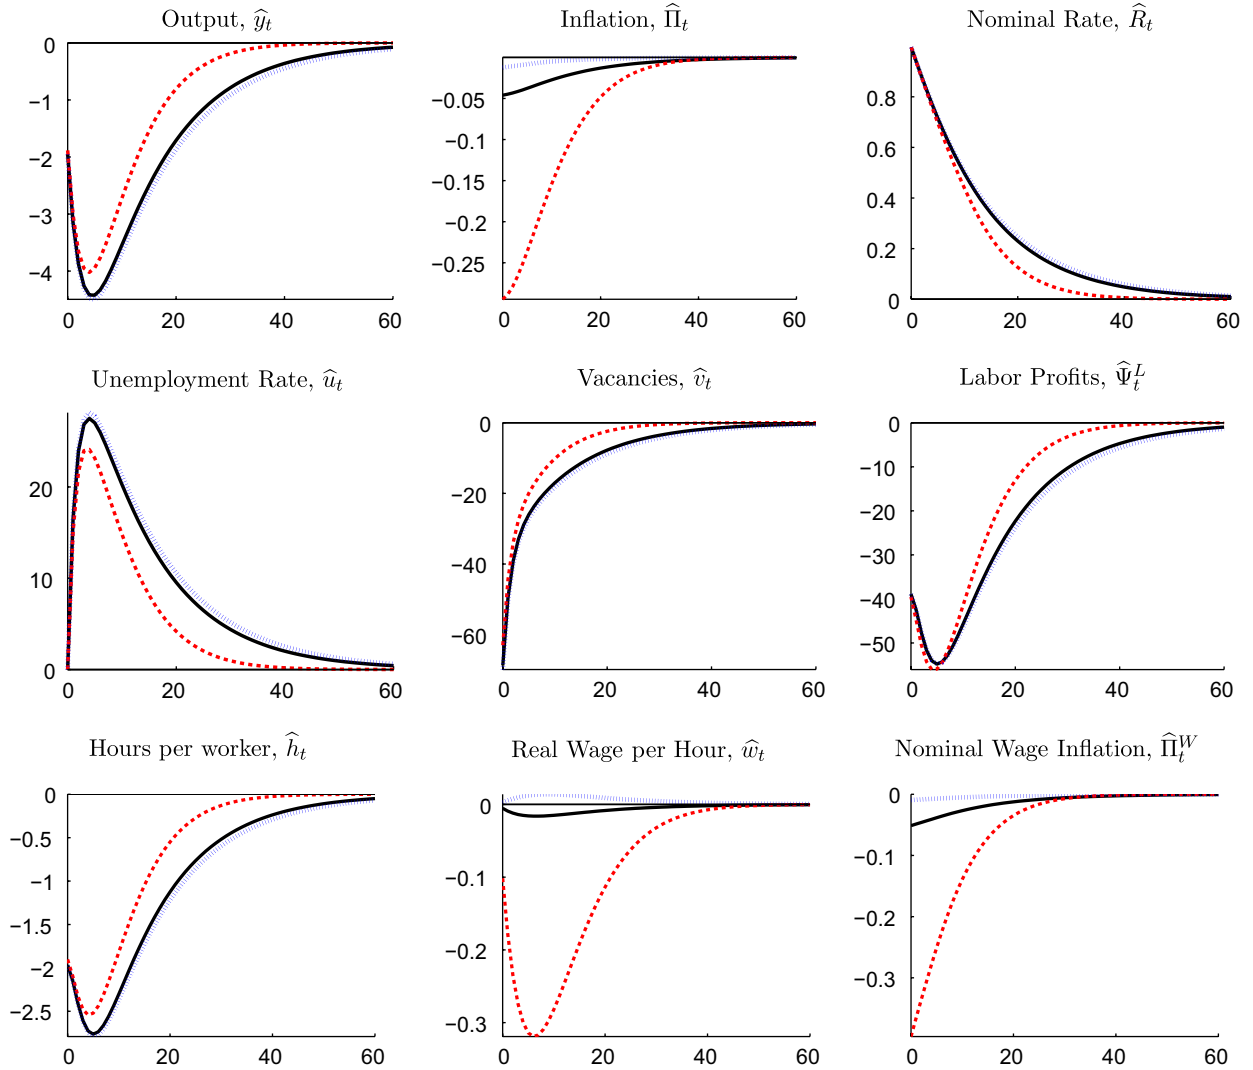 Output, ŷₜ
Inflation, Π̂ₜ
Nominal Rate, R̂ₜ
0
−1
−2
−3
−4
0 20 40 60
−0.05
−0.1
−0.15
−0.2
−0.25
0 20 40 60
0.8
0.6
0.4
0.2
0
0 20 40 60
Unemployment Rate, ûₜ
Vacancies, v̂ₜ
Labor Profits, Ψ̂ₜᴸ
20
10
0
0 20 40 60
0
−20
−40
−60
0 20 40 60
0
−10
−20
−30
−40
−50
0 20 40 60
Hours per worker, ĥₜ
Real Wage per Hour, ŵₜ
Nominal Wage Inflation, Π̂ₜᵂ
0
−0.5
−1
−1.5
−2
−2.5
0 20 40 60
0
−0.1
−0.2
−0.3
0 20 40 60
0
−0.1
−0.2
−0.3
0 20 40 60